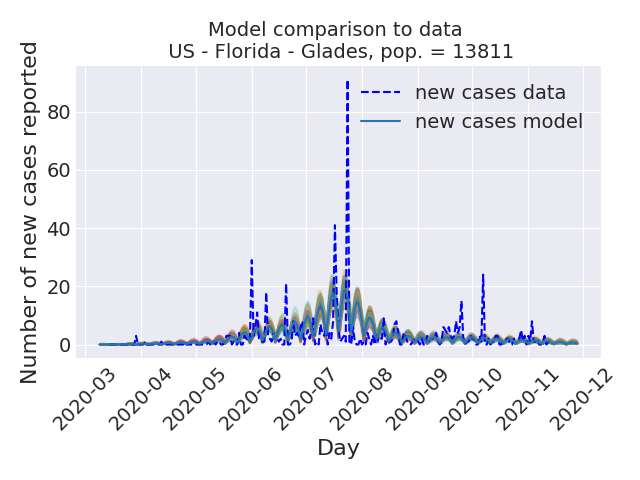 Model comparison to data
US - Florida - Glades, pop. = 13811
Number of new cases reported
80
60
40
20
0
new cases data
new cases model
2020-03
2020-04
2020-05
2020-06
2020-07
2020-08
2020-09
2020-10
2020-11
2020-12
Day